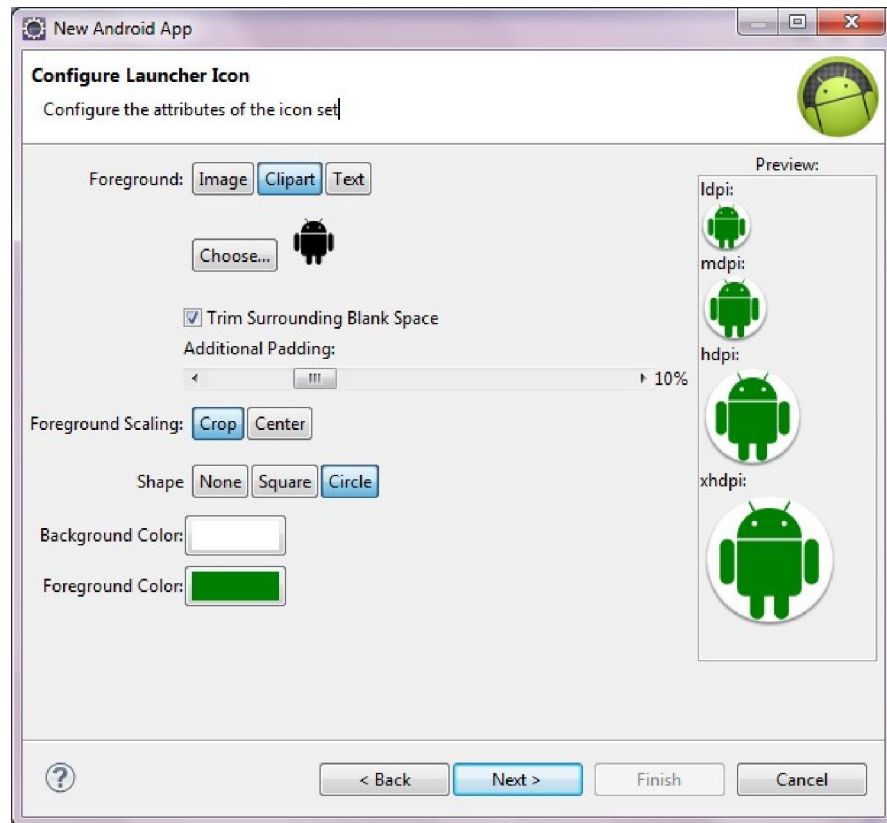 New Android App
Configure Launcher Icon
Configure the attributes of the icon set
Foreground: Image Clipart Text
Choose...
Trim Surrounding Blank Space
Additional Padding:
10%
Foreground Scaling: Crop Center
Shape None Square Circle
Background Color:
Foreground Color:
Preview:
ldpi:
mdpi:
hdpi:
xhdpi:
? < Back Next > Finish Cancel